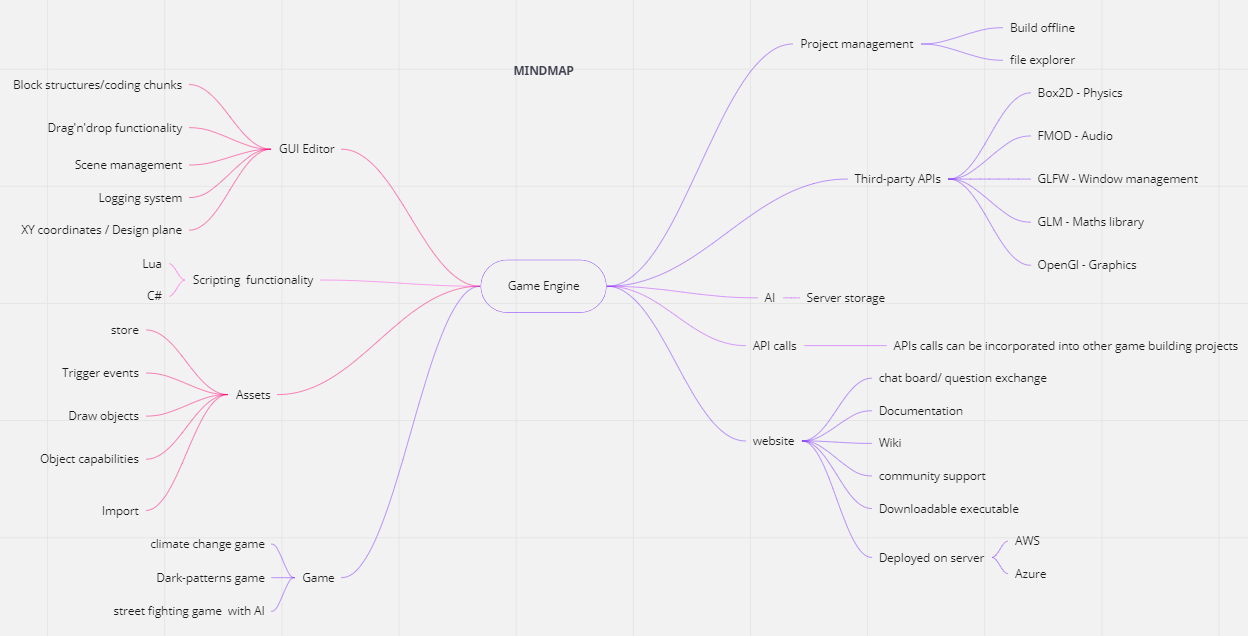 MINDMAP
Game Engine
GUI Editor
Block structures/coding chunks
Drag'n'drop functionality
Scene management
Logging system
XY coordinates / Design plane
Scripting  functionality
Lua
C#
Assets
store
Trigger events
Draw objects
Object capabilities
Import
Game
climate change game
Dark-patterns game
street fighting game  with AI
Project management
Build offline
file explorer
Third-party APIs
Box2D - Physics
FMOD - Audio
GLFW - Window management
GLM - Maths library
OpenGl - Graphics
AI
Server storage
API calls
APIs calls can be incorporated into other game building projects
website
chat board/ question exchange
Documentation
Wiki
community support
Downloadable executable
Deployed on server
AWS
Azure